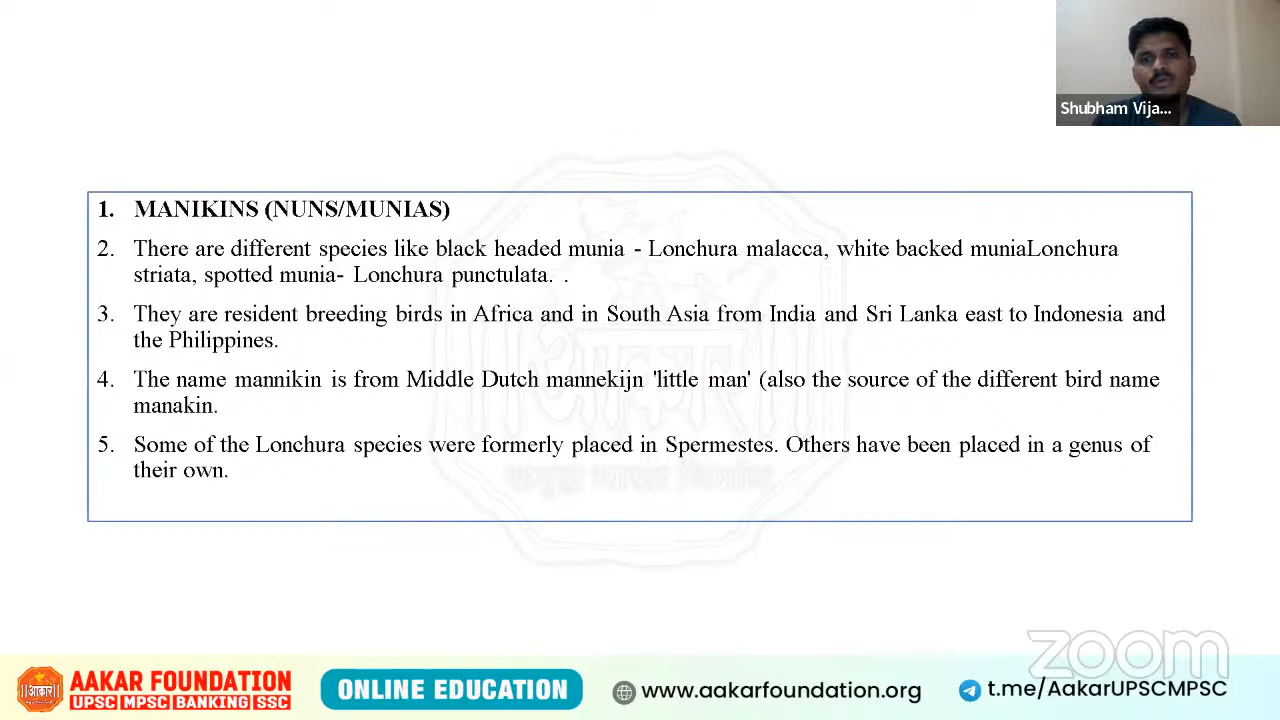 Shubham Vija...
1. MANIKINS (NUNS/MUNIAS)
2. There are different species like black headed munia - Lonchura malacca, white backed muniaLonchura
striata, spotted munia- Lonchura punctulata. .
3. They are resident breeding birds in Africa and in South Asia from India and Sri Lanka east to Indonesia and
the Philippines.
4. The name mannikin is from Middle Dutch mannekijn 'little man' (also the source of the different bird name
manakin.
5. Some of the Lonchura species were formerly placed in Spermestes. Others have been placed in a genus of
their own.
आकार
zoom
आकार
AAKAR FOUNDATION
UPSC MPSC BANKING SSC
ONLINE EDUCATION
www.aakarfoundation.org
t.me/AakarUPSCMPSC